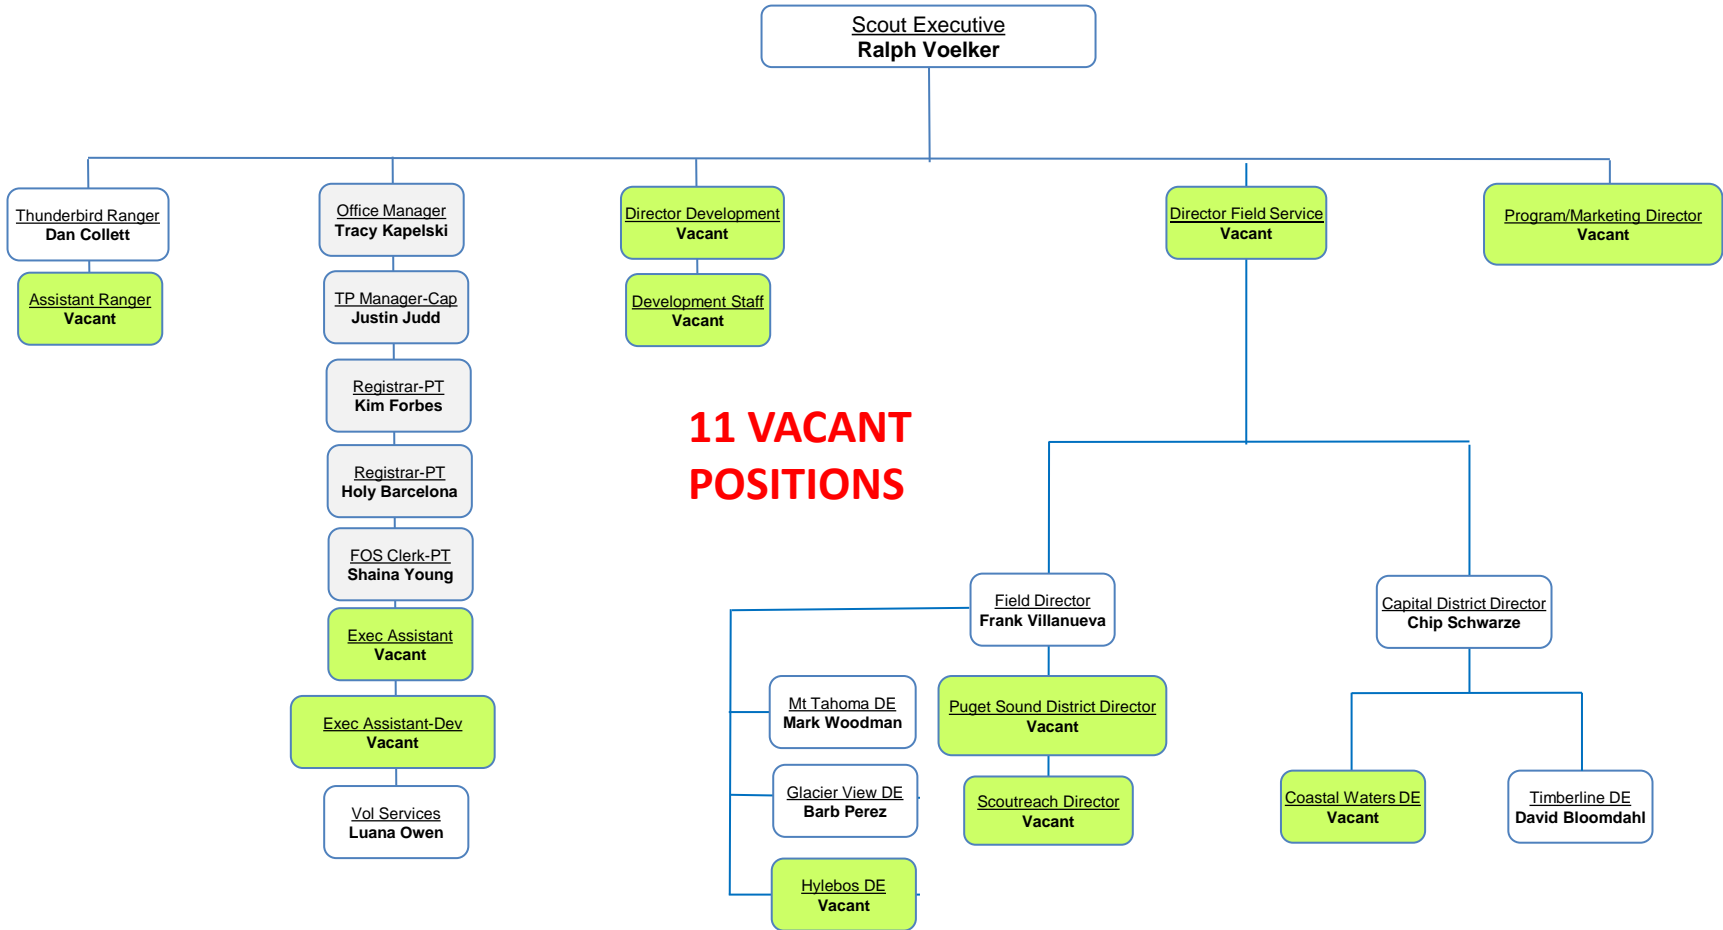 Scout Executive
Ralph Voelker
Thunderbird Ranger
Dan Collett
Assistant Ranger
Vacant
Office Manager
Tracy Kapelski
TP Manager-Cap
Justin Judd
Registrar-PT
Kim Forbes
Registrar-PT
Holy Barcelona
FOS Clerk-PT
Shaina Young
Exec Assistant
Vacant
Exec Assistant-Dev
Vacant
Vol Services
Luana Owen
Director Development
Vacant
Development Staff
Vacant
11 VACANT
POSITIONS
Director Field Service
Vacant
Field Director
Frank Villanueva
Mt Tahoma DE
Mark Woodman
Glacier View DE
Barb Perez
Hylebos DE
Vacant
Puget Sound District Director
Vacant
Scoutreach Director
Vacant
Capital District Director
Chip Schwarze
Coastal Waters DE
Vacant
Timberline DE
David Bloomdahl
Program/Marketing Director
Vacant